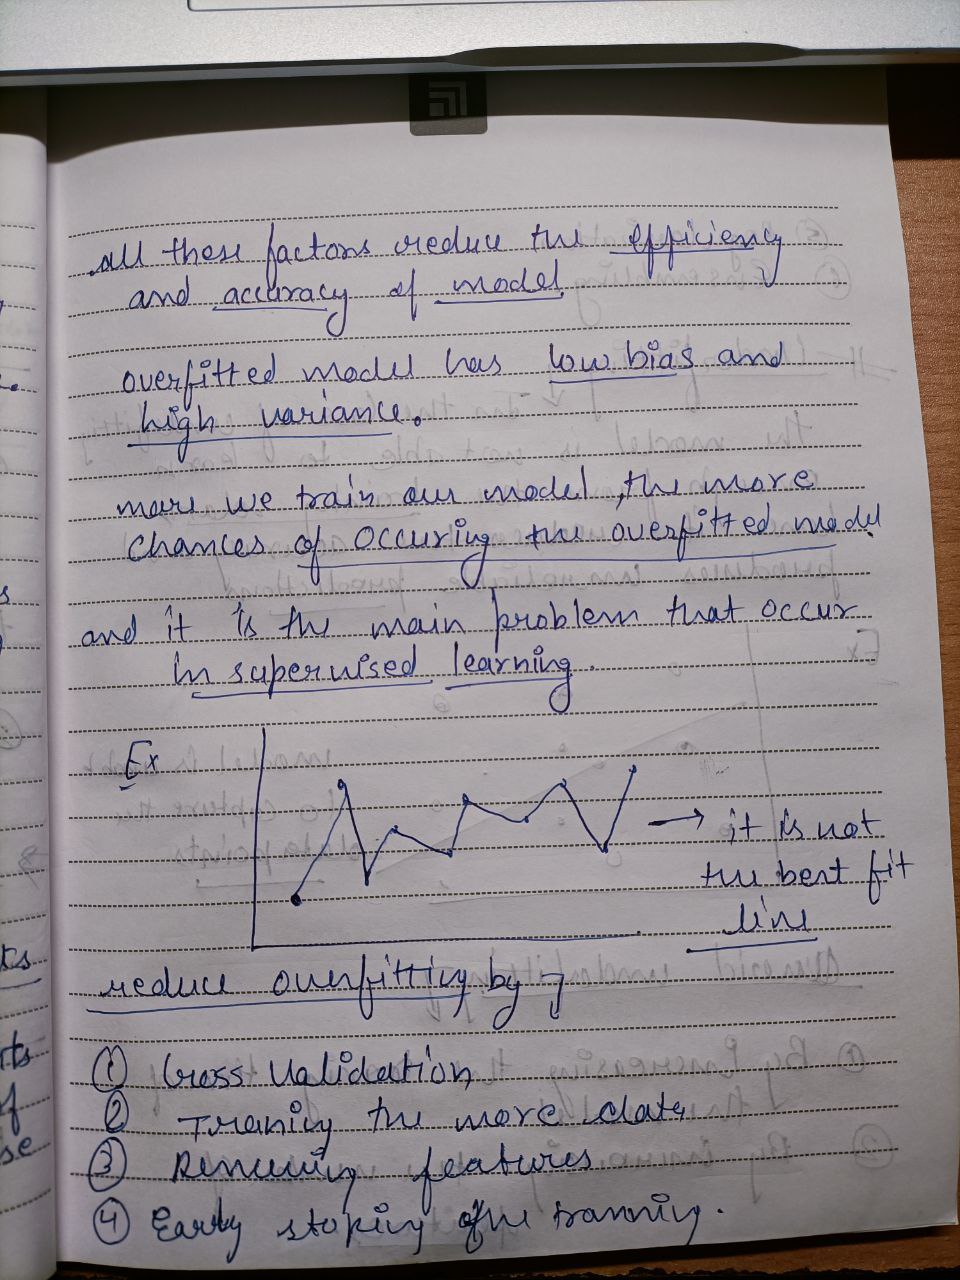 all these factors reduce the efficiency
and accuracy of model
overfitted model has low bias and
high variance.
more we train our model, the more
chances of occuring the overfitted model.
and it is the main problem that occur
in supervised learning.
Ex
→ it is not
the best fit
line
reduce overfitting by
① Cross Validation
② Traning the more data
③ Removing features
④ Early stoping of the tranning.